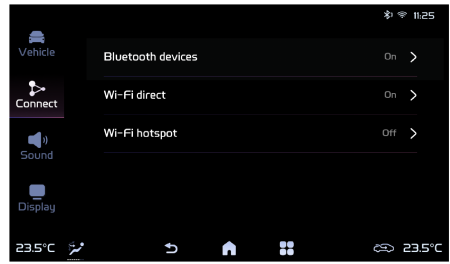 11:25
Vehicle
Connect
Sound
Display
Bluetooth devices On
Wi-Fi direct On
Wi-Fi hotspot Off
23.5°C 23.5°C